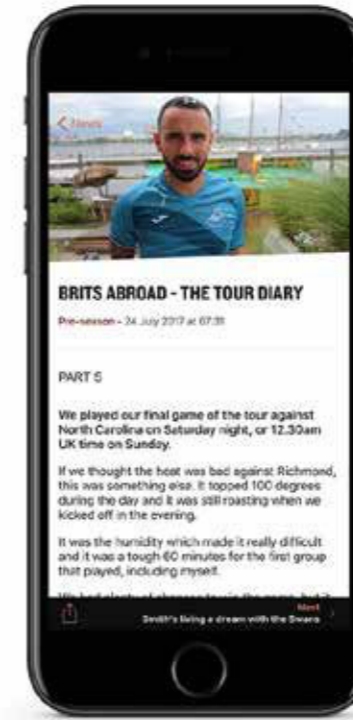 News
BRITS ABROAD - THE TOUR DIARY
Pre-season - 24 July 2017 at 07:31
PART 5
We played our final game of the tour against
North Carolina on Saturday night, or 12.30am
UK time on Sunday.
If we thought the heat was bad against Richmond,
this was something else. It topped 100 degrees
during the day and it was still roasting when we
kicked off in the evening.
It was the humidity which made it really difficult
and it was a tough 60 minutes for the first group
that played, including myself.
Next
Smith's living a dream with the Swans